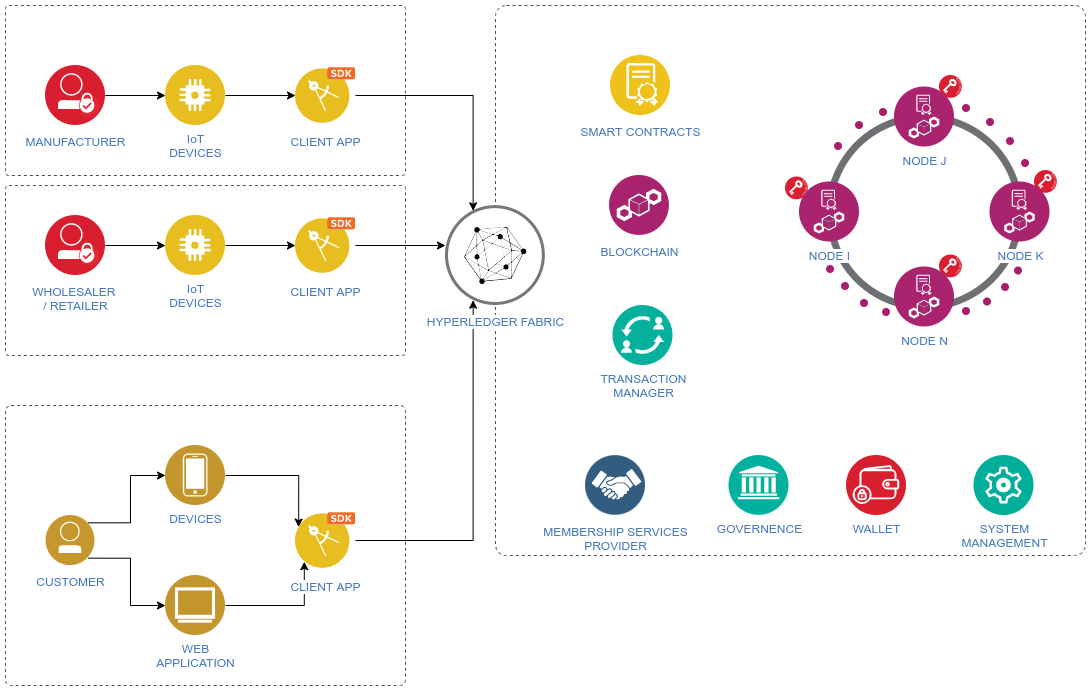 SDK
MANUFACTURER
IoT
DEVICES
CLIENT APP
SDK
WHOLESALER
/ RETAILER
IoT
DEVICES
CLIENT APP
HYPERLEDGER FABRIC
SDK
DEVICES
CUSTOMER
CLIENT APP
WEB
APPLICATION
SMART CONTRACTS
BLOCKCHAIN
TRANSACTION
MANAGER
NODE J
NODE I
NODE K
NODE N
MEMBERSHIP SERVICES
PROVIDER
GOVERNENCE
WALLET
SYSTEM
MANAGEMENT